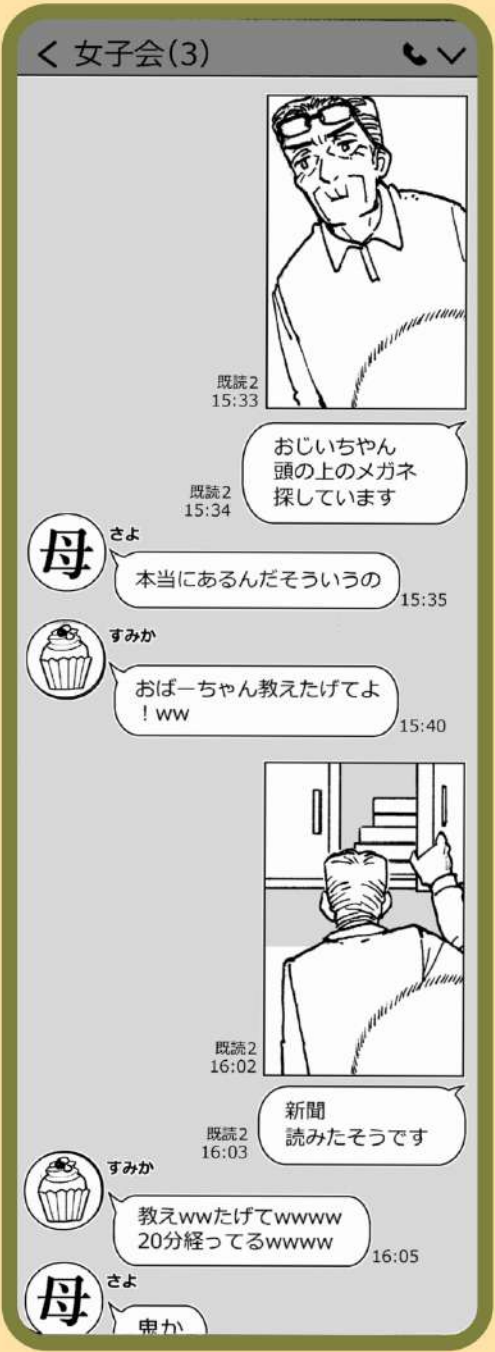 女子会(3)
既読2
15:33
おじいちやん
頭の上のメガネ
探しています
既読2
15:34
母
さよ
本当にあるんだそういうの
15:35
すみか
おばーちゃん教えたげてよ
！ww
15:40
既読2
16:02
新聞
読みたそうです
既読2
16:03
すみか
教えwwたげてwwww
20分経ってるwwww
16:05
母
さよ
鬼か